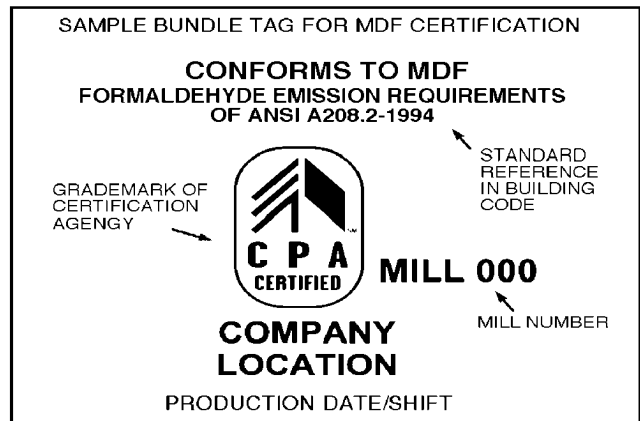 SAMPLE BUNDLE TAG FOR MDF CERTIFICATION
CONFORMS TO MDF
FORMALDEHYDE EMISSION REQUIREMENTS
OF ANSI A208.2-1994
STANDARD
REFERENCE
IN BUILDING
CODE
GRADEMARK OF
CERTIFICATION
AGENGY
C P A
CERTIFIED
MILL 000
MILL NUMBER
COMPANY
LOCATION
PRODUCTION DATE/SHIFT